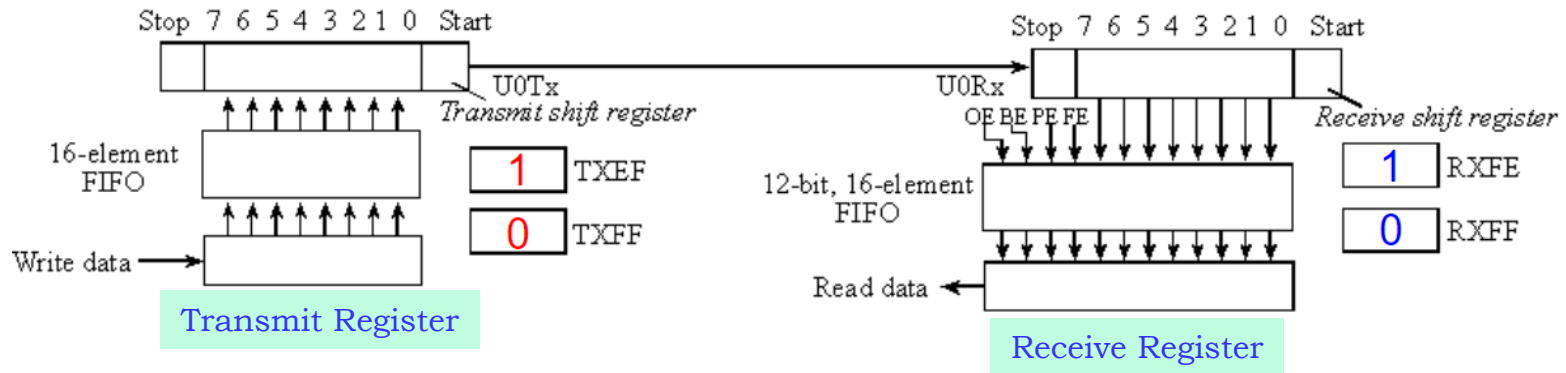 Stop 7 6 5 4 3 2 1 0 Start
U0Tx
Transmit shift register
16-element
FIFO
1 TXEF
0 TXFF
Write data
Transmit Register
Stop 7 6 5 4 3 2 1 0 Start
U0Rx
OE BE PE FE
Receive shift register
12-bit, 16-element
FIFO
1 RXFE
0 RXFF
Read data
Receive Register